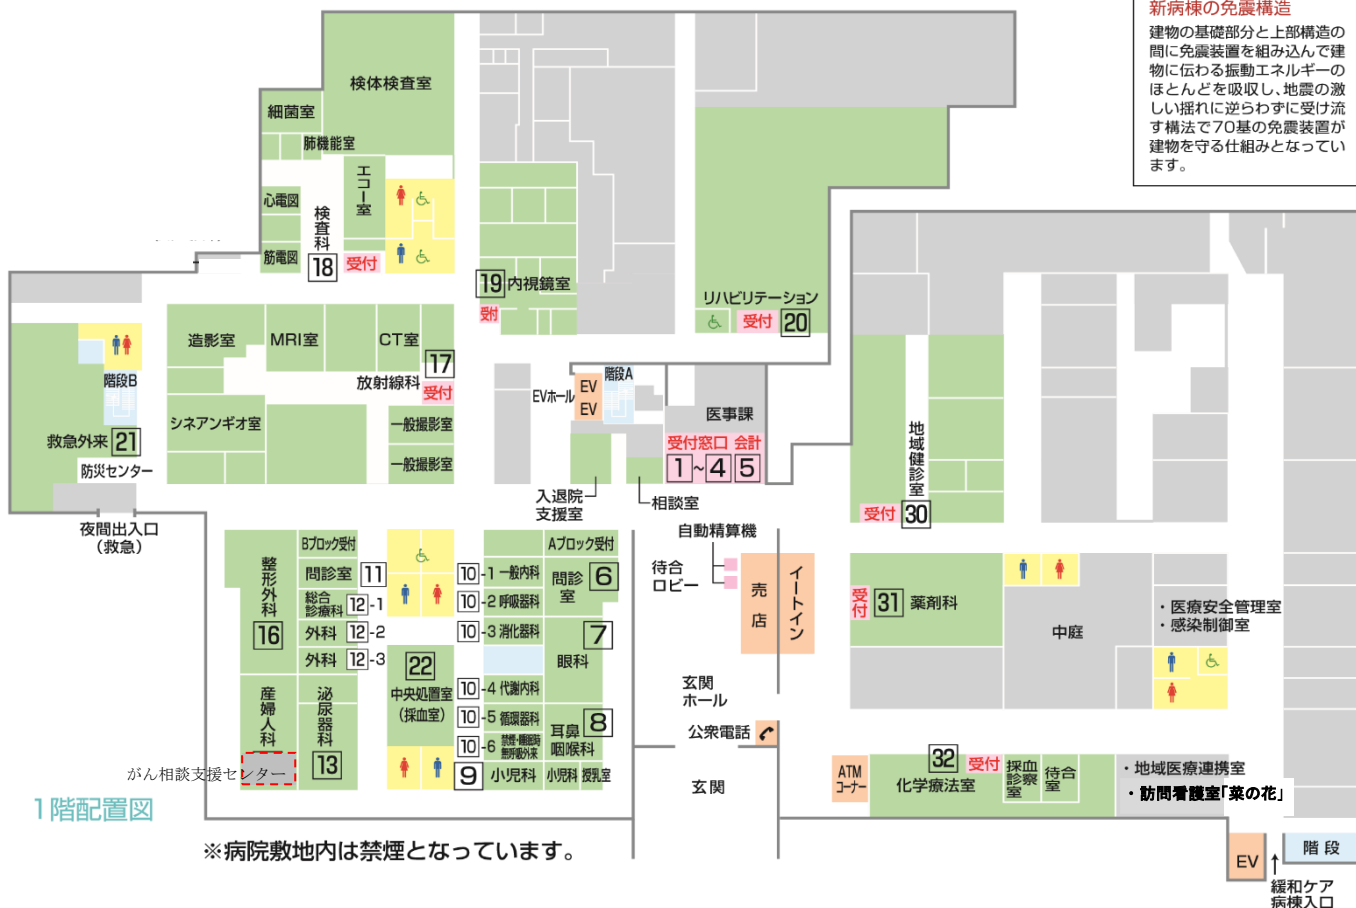 新病棟の免震構造
建物の基礎部分と上部構造の
間に免震装置を組み込んで建
物に伝わる振動エネルギーの
ほとんどを吸収し、地震の激
しい揺れに逆らわずに受け流
す構法で70基の免震装置が
建物を守る仕組みとなってい
ます。
検体検査室
細菌室
肺機能室
エコー室
心電図
検査科
筋電図
18
受付
19 内視鏡室
受付
リハビリテーション
受付 20
造影室
MRI室
CT室
17
放射線科
受付
階段B
シネアンギオ室
一般撮影室
一般撮影室
救急外来 21
防災センター
夜間出入口
(救急)
EVホール
EV
EV
階段A
医事課
受付窓口 会計
1~4 5
入退院
支援室
相談室
地域健診室
受付 30
自動精算機
待合
ロビー
売店
イートイン
受付
31 薬剤科
中庭
・医療安全管理室
・感染制御室
Bブロック受付
整形外科
16
問診室 11
総合
診療科 12-1
外科 12-2
外科 12-3
産婦人科
泌尿器科
13
がん相談支援センター
22
中央処置室
(採血室)
Aブロック受付
10-1 一般内科
10-2 呼吸器科
10-3 消化器科
10-4 代謝内科
10-5 循環器科
10-6
問診室 6
7
眼科
8
耳鼻
咽喉科
9 小児科 小児科 授乳室
玄関
ホール
公衆電話
玄関
ATM
コーナー
32 受付
化学療法室
採血
診察室
待合室
・地域医療連携室
・訪問看護室「菜の花」
EV
階段
緩和ケア
病棟入口
1階配置図
※病院敷地内は禁煙となっています。